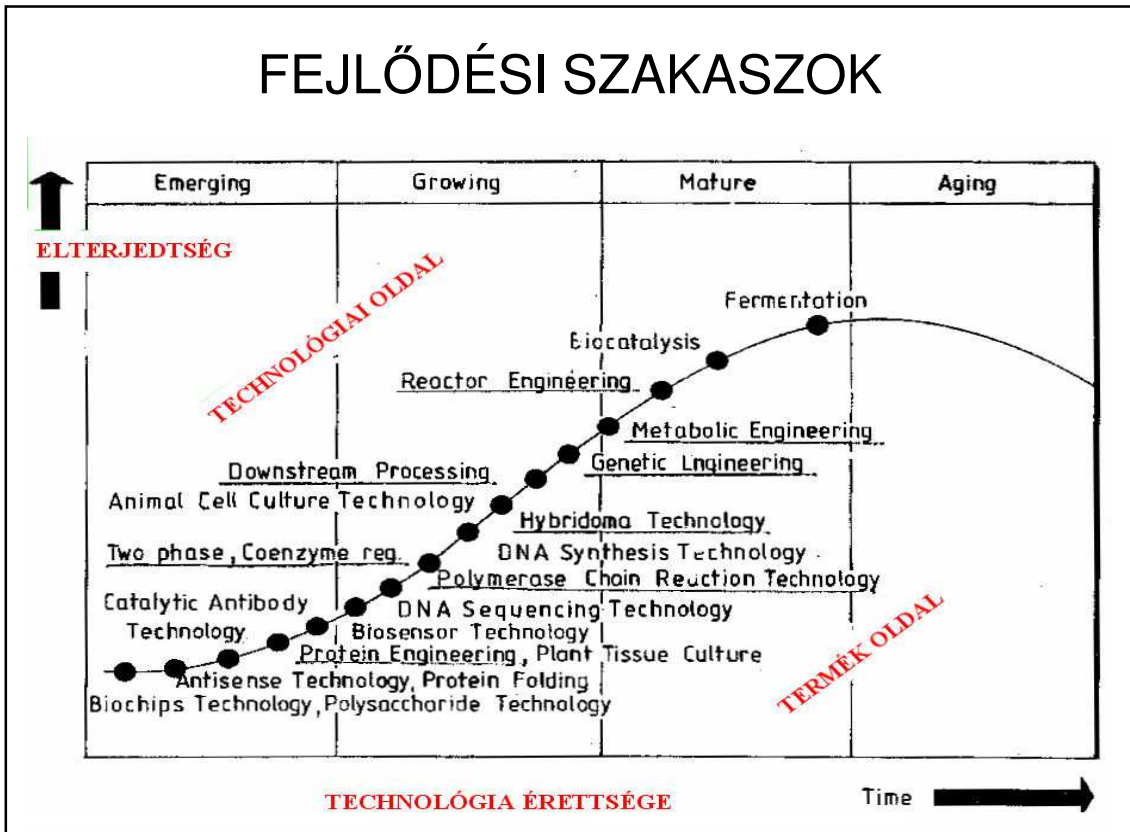 FEJLŐDÉSI SZAKASZOK
Emerging Growing Mature Aging
ELTERJEDTSÉG
TECHNOLÓGIAI OLDAL
Fermentation
Biocatalysis
Reactor Engineering
Metabolic Engineering
Downstream Processing
Genetic Engineering
Animal Cell Culture Technology
Hybridoma Technology
Two phase, Coenzyme reg.
DNA Synthesis Technology
Polymerase Chain Reaction Technology
Catalytic Antibody
Technology
DNA Sequencing Technology
Biosensor Technology
Protein Engineering, Plant Tissue Culture
TERMÉK OLDAL
Antisense Technology, Protein Folding
Biochips Technology, Polysaccharide Technology
TECHNOLÓGIA ÉRETTSÉGE
Time